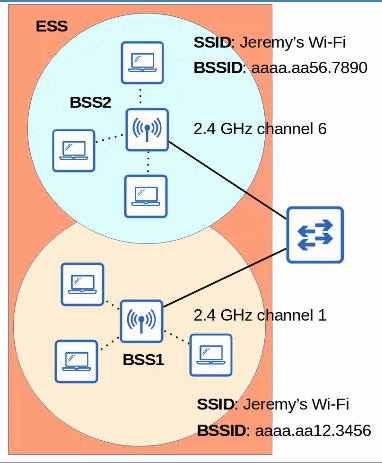 ESS
SSID: Jeremy's Wi-Fi
BSSID: aaaa.aa56.7890
BSS2
2.4 GHz channel 6
2.4 GHz channel 1
BSS1
SSID: Jeremy's Wi-Fi
BSSID: aaaa.aa12.3456